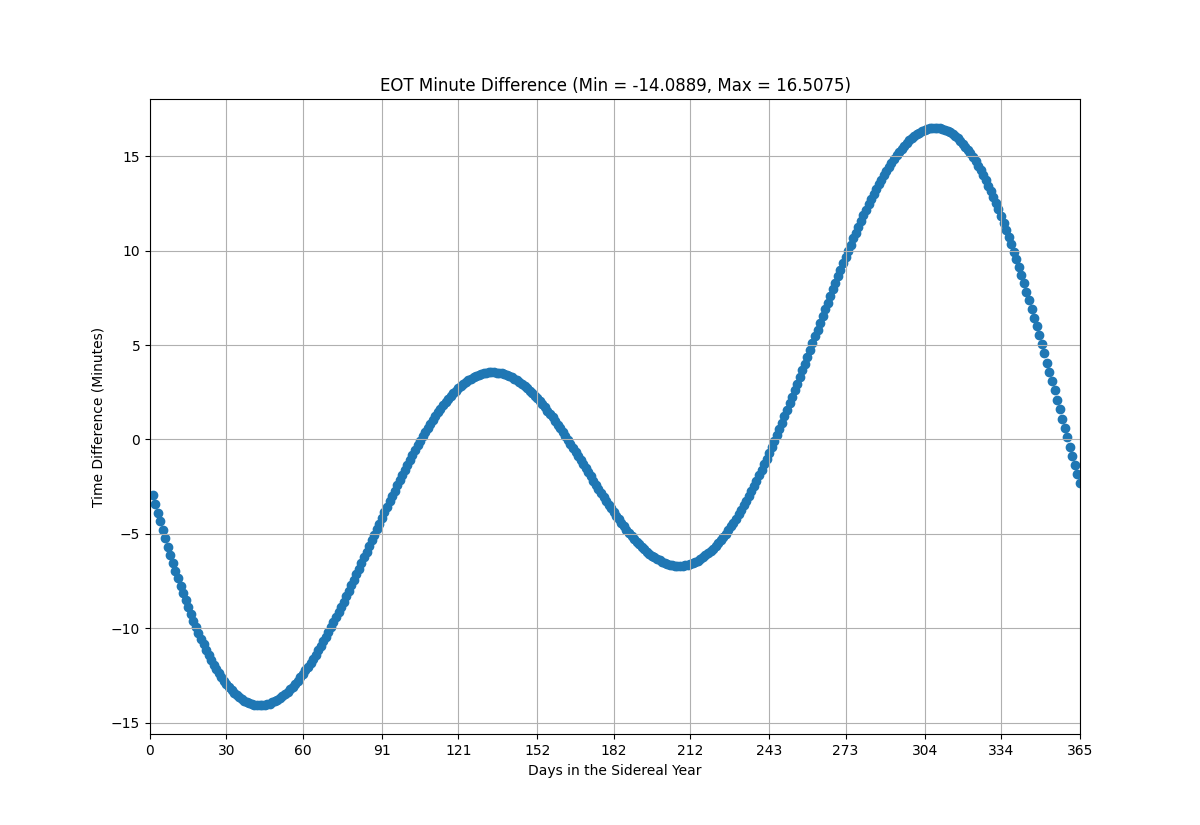 EOT Minute Difference (Min = -14.0889, Max = 16.5075)
15
10
5
0
−5
−10
−15
Time Difference (Minutes)
0 30 60 91 121 152 182 212 243 273 304 334 365
Days in the Sidereal Year